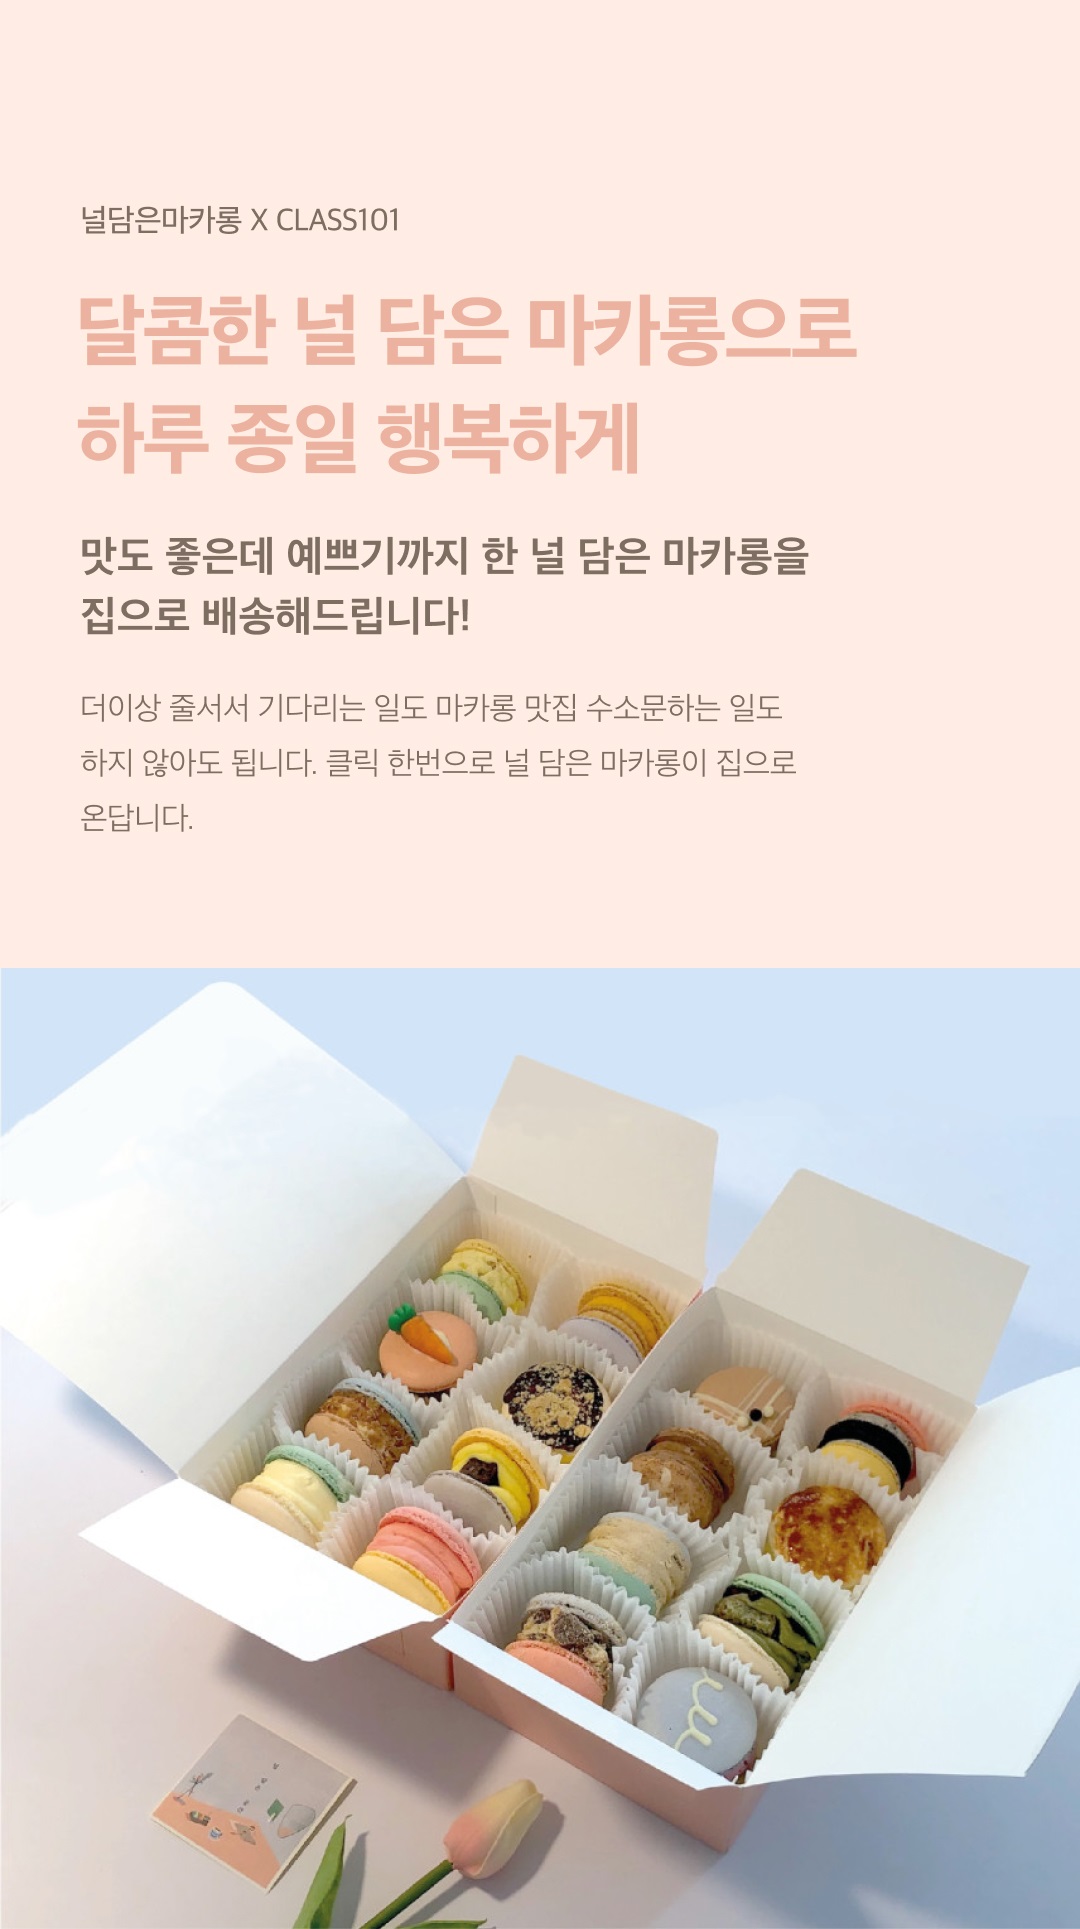 널담은마카롱 X CLASS101
달콤한 널 담은 마카롱으로
하루 종일 행복하게
맛도 좋은데 예쁘기까지 한 널 담은 마카롱을
집으로 배송해드립니다!
더이상 줄서서 기다리는 일도 마카롱 맛집 수소문하는 일도
하지 않아도 됩니다. 클릭 한번으로 널 담은 마카롱이 집으로
온답니다.